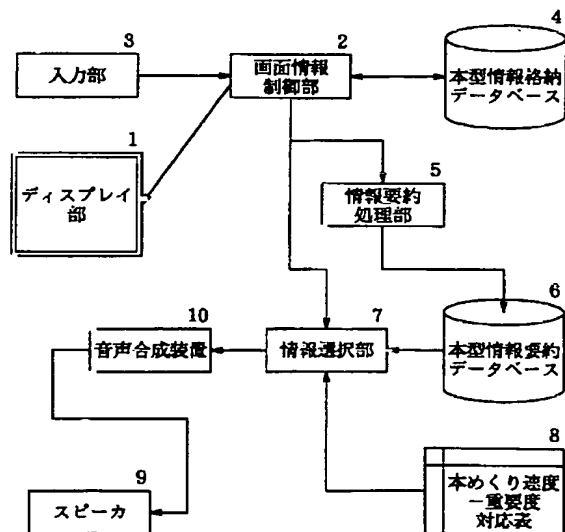 3
入力部
2
画面情報
制御部
4
本型情報格納
データベース
1
ディスプレイ
部
5
情報要約
処理部
6
本型情報要約
データベース
7
情報選択部
10
音声合成装置
8
本めくり速度
ー重要度
対応表
9
スピーカ